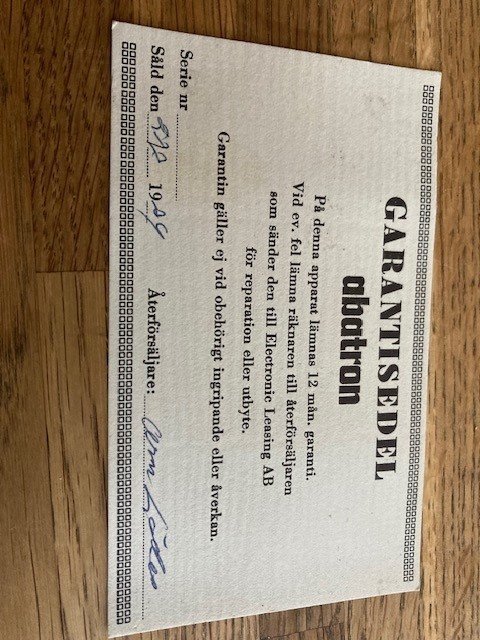 GARANTISEDEL
abatron
På denna apparat lämnas 12 mån. garanti.
Vid ev. fel lämna räknaren till återförsäljaren
som sänder den till Electronic Leasing AB
för reparation eller utbyte.
Garantin gäller ej vid obehörigt ingripande eller åverkan.
Serie nr
Såld den 19 Återförsäljare: